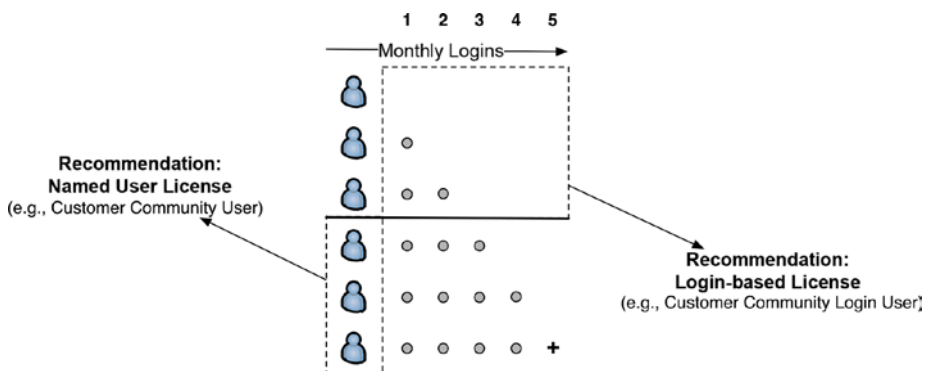 1 2 3 4 5
Monthly Logins
Recommendation:
Named User License
(e.g., Customer Community User)
Recommendation:
Login-based License
(e.g., Customer Community Login User)
+